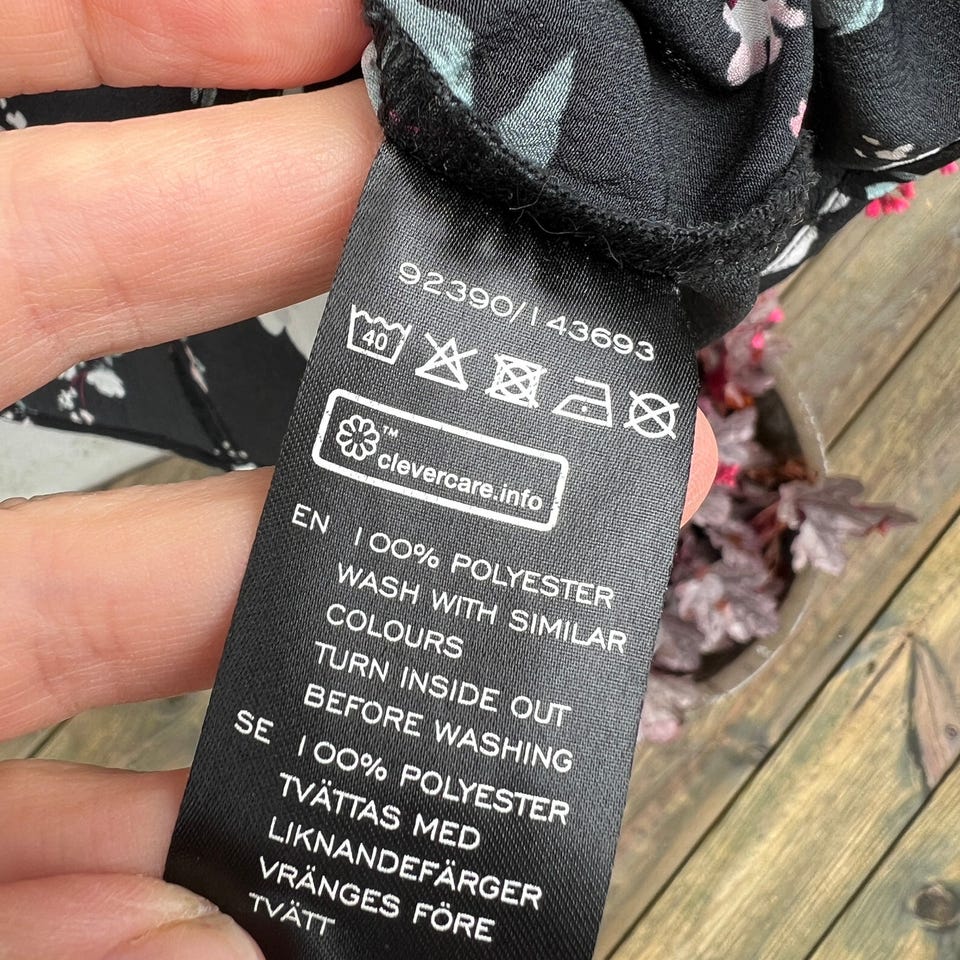 92390/143693
40
™
clevercare.info
EN 100% POLYESTER
WASH WITH SIMILAR
COLOURS
TURN INSIDE OUT
BEFORE WASHING
SE 100% POLYESTER
TVÄTTAS MED
LIKNANDEFÄRGER
VRÄNGES FÖRE
TVÄTT